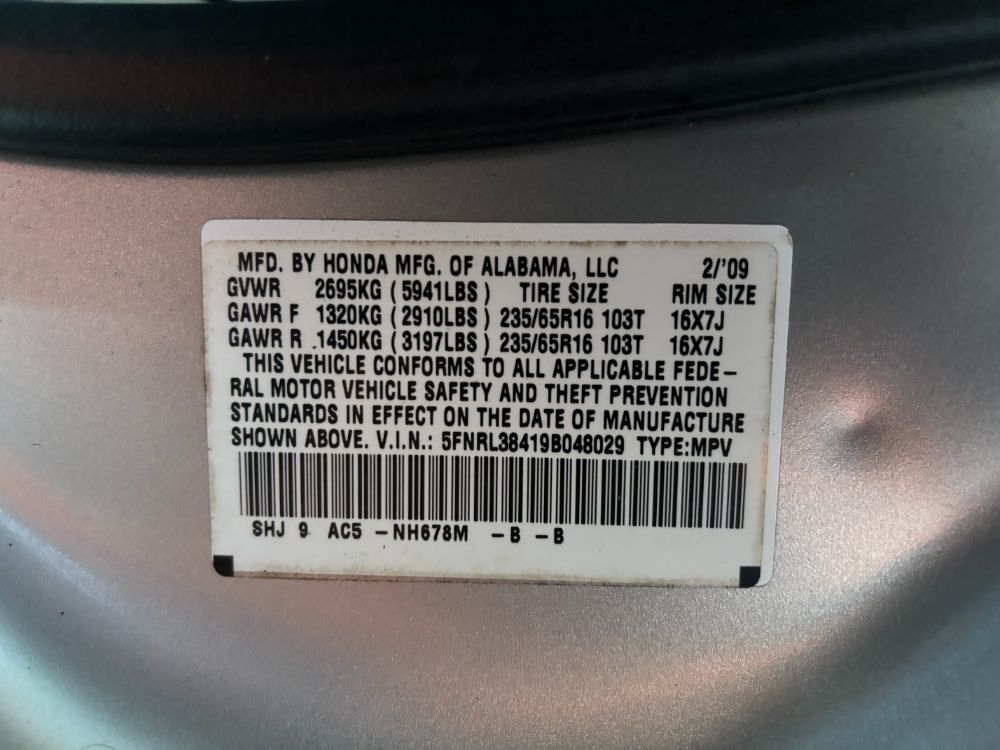 MFD. BY HONDA MFG. OF ALABAMA, LLC 2/'09
GVWR 2695KG (5941LBS) TIRE SIZE RIM SIZE
GAWR F 1320KG (2910LBS) 235/65R16 103T 16X7J
GAWR R .1450KG (3197LBS) 235/65R16 103T 16X7J
THIS VEHICLE CONFORMS TO ALL APPLICABLE FEDE-
RAL MOTOR VEHICLE SAFETY AND THEFT PREVENTION
STANDARDS IN EFFECT ON THE DATE OF MANUFACTURE
SHOWN ABOVE. V.I.N.: 5FNRL38419B048029 TYPE:MPV
SHJ 9 AC5 -NH678M -B -B